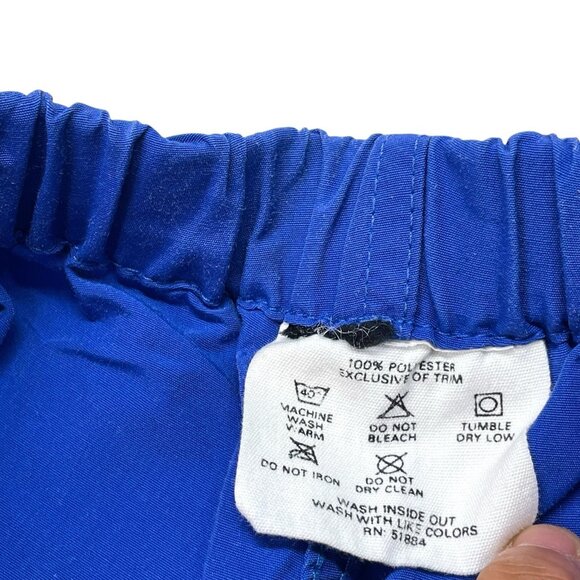 100% POLYESTER
EXCLUSIVE OF TRIM
40°
MACHINE
WASH
WARM
DO NOT
BLEACH
TUMBLE
DRY LOW
DO NOT IRON
DO NOT
DRY CLEAN
WASH INSIDE OUT
WASH WITH LIKE COLORS
RN: 51884